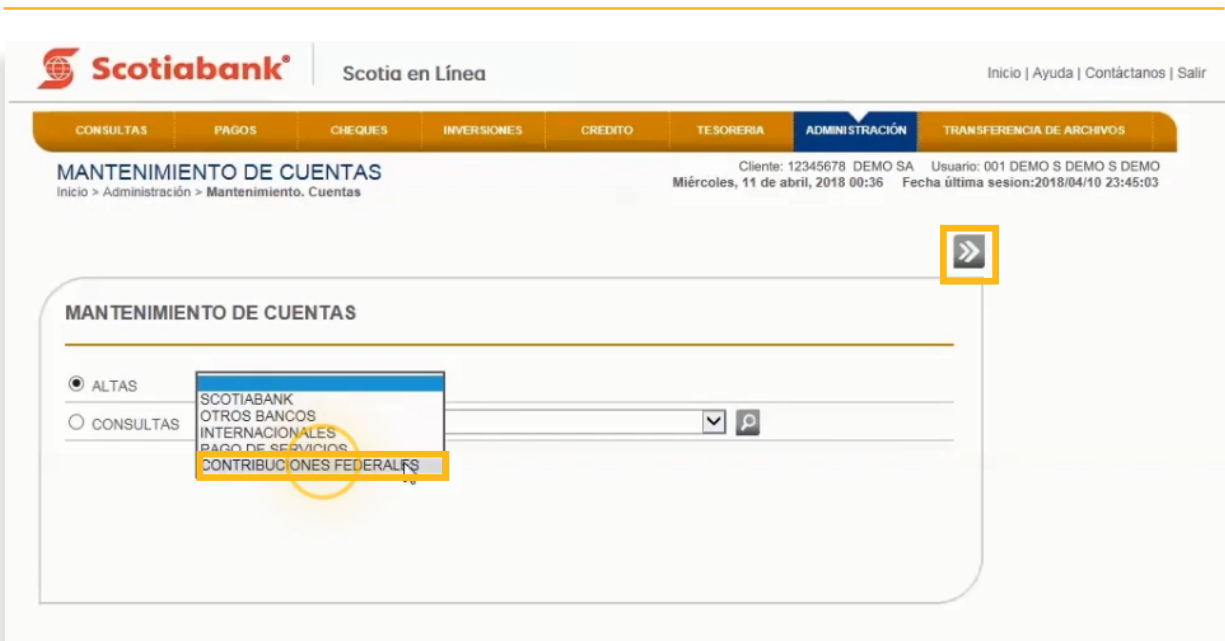 Scotiabank®
Scotia en Línea
Inicio | Ayuda | Contáctanos | Salir
CONSULTAS PAGOS CHEQUES INVERSIONES CREDITO TESORERIA ADMINISTRACIÓN TRANSFERENCIA DE ARCHIVOS
MANTENIMIENTO DE CUENTAS
Cliente: 12345678 DEMO SA Usuario: 001 DEMO S DEMO S DEMO
Inicio > Administración > Mantenimiento. Cuentas
Miércoles, 11 de abril, 2018 00:36 Fecha última sesion:2018/04/10 23:45:03
MANTENIMIENTO DE CUENTAS
ALTAS
SCOTIABANK
CONSULTAS
OTROS BANCOS
INTERNACIONALES
PAGO DE SERVICIOS
CONTRIBUCIONES FEDERALES